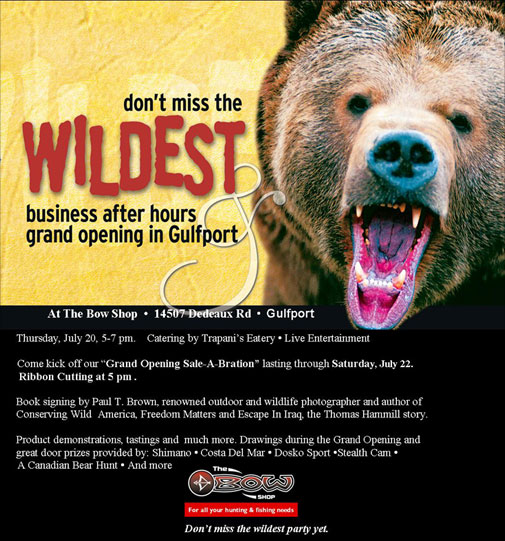 don't miss the
WILDEST
business after hours &
grand opening in Gulfport
At The Bow Shop • 14507 Dedeaux Rd • Gulfport
Thursday, July 20, 5-7 pm. Catering by Trapani's Eatery • Live Entertainment
Come kick off our "Grand Opening Sale-A-Bration" lasting through Saturday, July 22.
Ribbon Cutting at 5 pm .
Book signing by Paul T. Brown, renowned outdoor and wildlife photographer and author of
Conserving Wild America, Freedom Matters and Escape In Iraq, the Thomas Hammill story.
Product demonstrations, tastings and much more. Drawings during the Grand Opening and
great door prizes provided by: Shimano • Costa Del Mar • Dosko Sport •Stealth Cam •
A Canadian Bear Hunt • And more
The
BOW
SHOP
For all your hunting & fishing needs
Don't miss the wildest party yet.